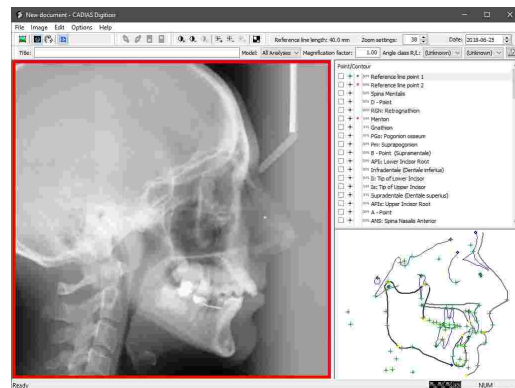 New document - CADIAS Digitizer
File Image Edit Options Help
Reference line length: 40.0 mm Zoom settings: 38 Date: 2018-06-25
Title: Model: All Analyses Magnification factor: 1.00 Angle class R/L: (Unknown) (Unknown)
Point/Contour
Reference line point 1
Reference line point 2
Spina Mentalis
D - Point
RGN: Retrognathion
Menton
Gnathion
PGs: Pogonion osseum
Pm: Suprapogonion
B - Point (Supramentale)
APIi: Lower Incisor Root
Infradentale (Dentale inferius)
Ii: Tip of Lower Incisor
Is: Tip of Upper Incisor
Supradentale (Dentale superius)
APIs: Upper Incisor Root
A - Point
ANS: Spina Nasalis Anterior
Ready NUM